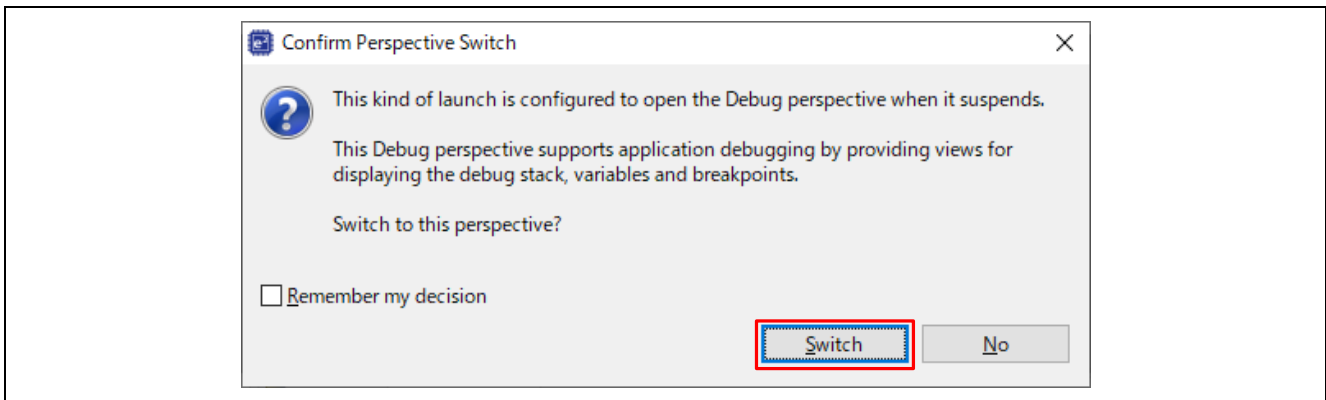 Confirm Perspective Switch
This kind of launch is configured to open the Debug perspective when it suspends.
This Debug perspective supports application debugging by providing views for
displaying the debug stack, variables and breakpoints.
Switch to this perspective?
Remember my decision
Switch
No